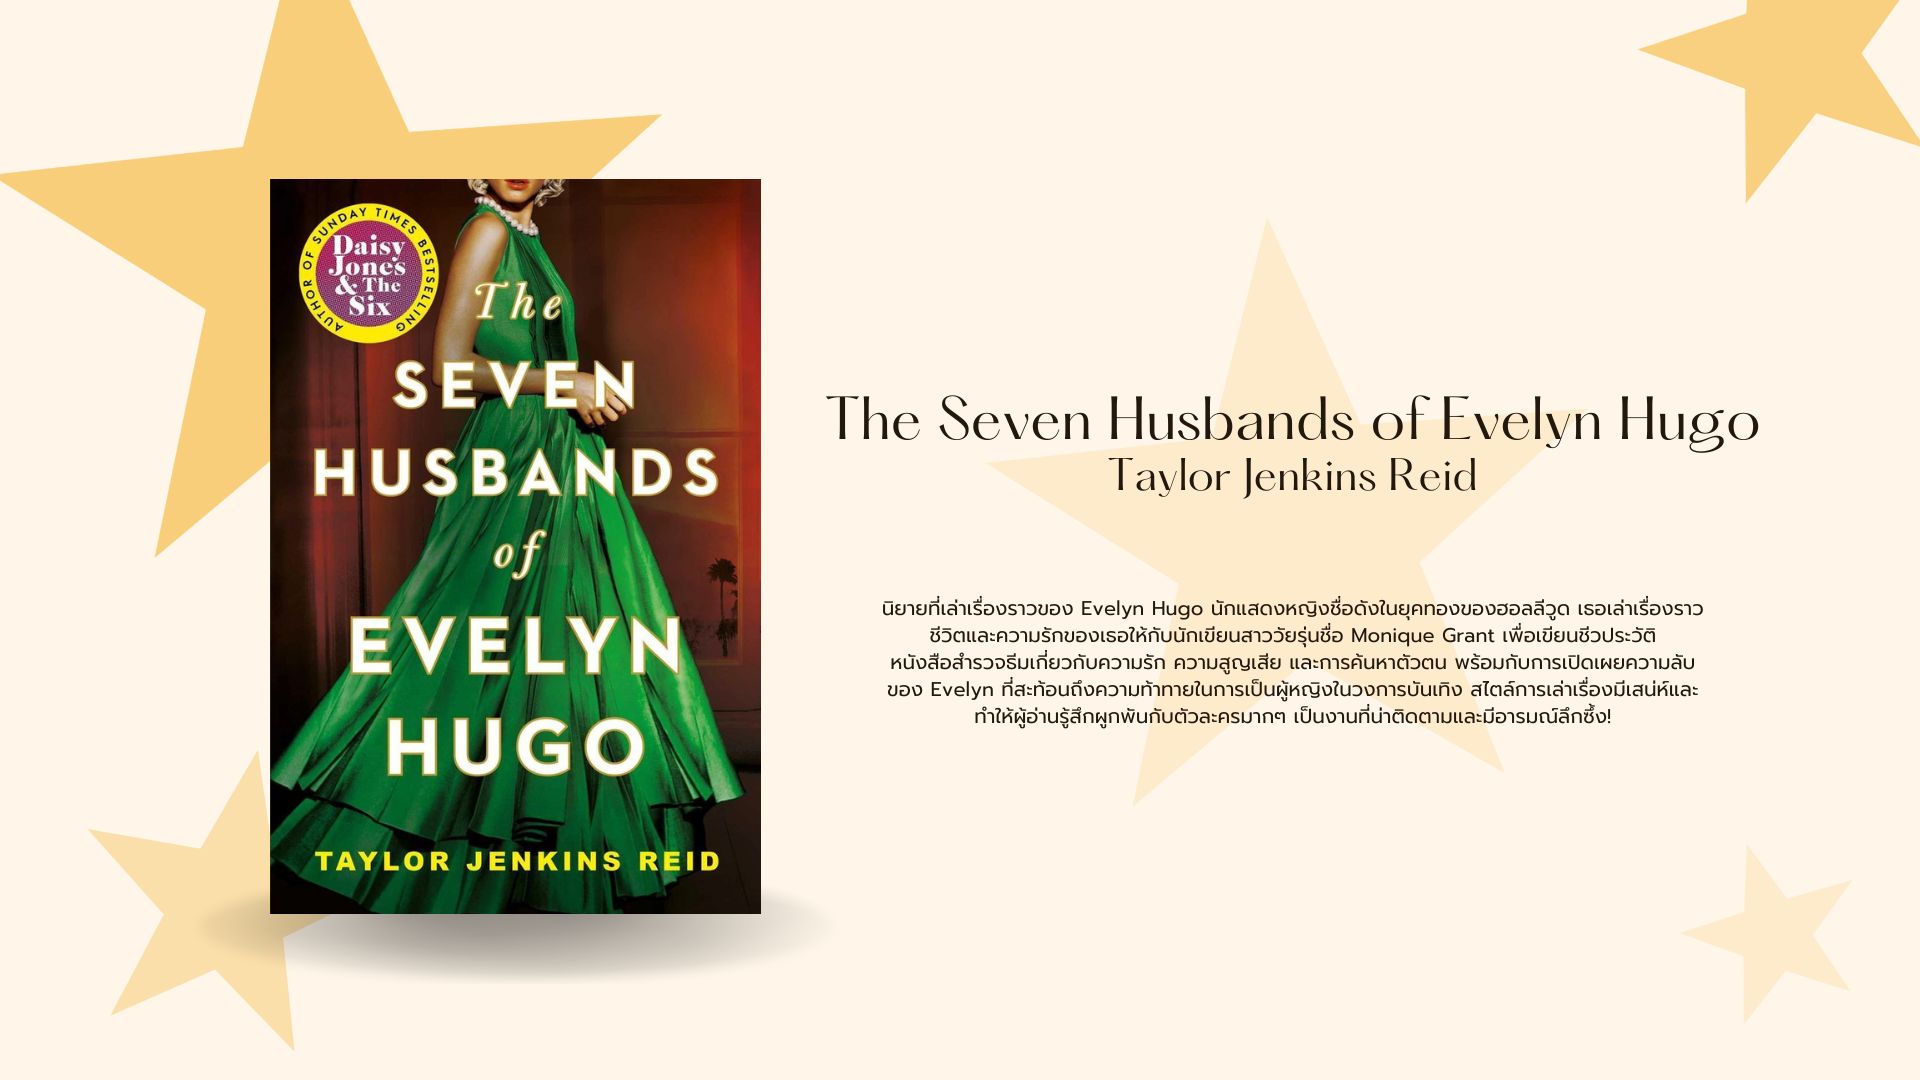 AUTHOR OF SUNDAY TIMES BESTSELLING
Daisy
Jones
& The
Six
The
SEVEN
HUSBANDS
of
EVELYN
HUGO
TAYLOR JENKINS REID
The Seven Husbands of Evelyn Hugo
Taylor Jenkins Reid
นิยายที่เล่าเรื่องราวของ Evelyn Hugo นักแสดงหญิงชื่อดังในยุคทองของฮอลลีวูด เธอเล่าเรื่องราว
ชีวิตและความรักของเธอให้กับนักเขียนสาววัยรุ่นชื่อ Monique Grant เพื่อเขียนชีวประวัติ
หนังสือสำรวจธีมเกี่ยวกับความรัก ความสูญเสีย และการค้นหาตัวตน พร้อมกับการเปิดเผยความลับ
ของ Evelyn ที่สะท้อนถึงความท้าทายในการเป็นผู้หญิงในวงการบันเทิง สไตล์การเล่าเรื่องมีเสน่ห์และ
ทำให้ผู้อ่านรู้สึกผูกพันกับตัวละครมากๆ เป็นงานที่น่าติดตามและมีอารมณ์ลึกซึ้ง!